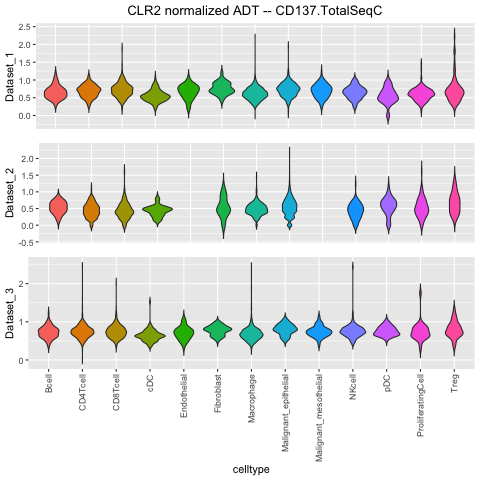 CLR2 normalized ADT -- CD137.TotalSeqC
Dataset_1
2.5
2.0
1.5
1.0
0.5
0.0
Dataset_2
2.0
1.5
1.0
0.5
0.0
-0.5
Dataset_3
2
1
0
Bcell
CD4Tcell
CD8Tcell
cDC
Endothelial
Fibroblast
Macrophage
Malignant_epithelial
Malignant_mesothelial
NKcell
pDC
ProliferatingCell
Treg
celltype